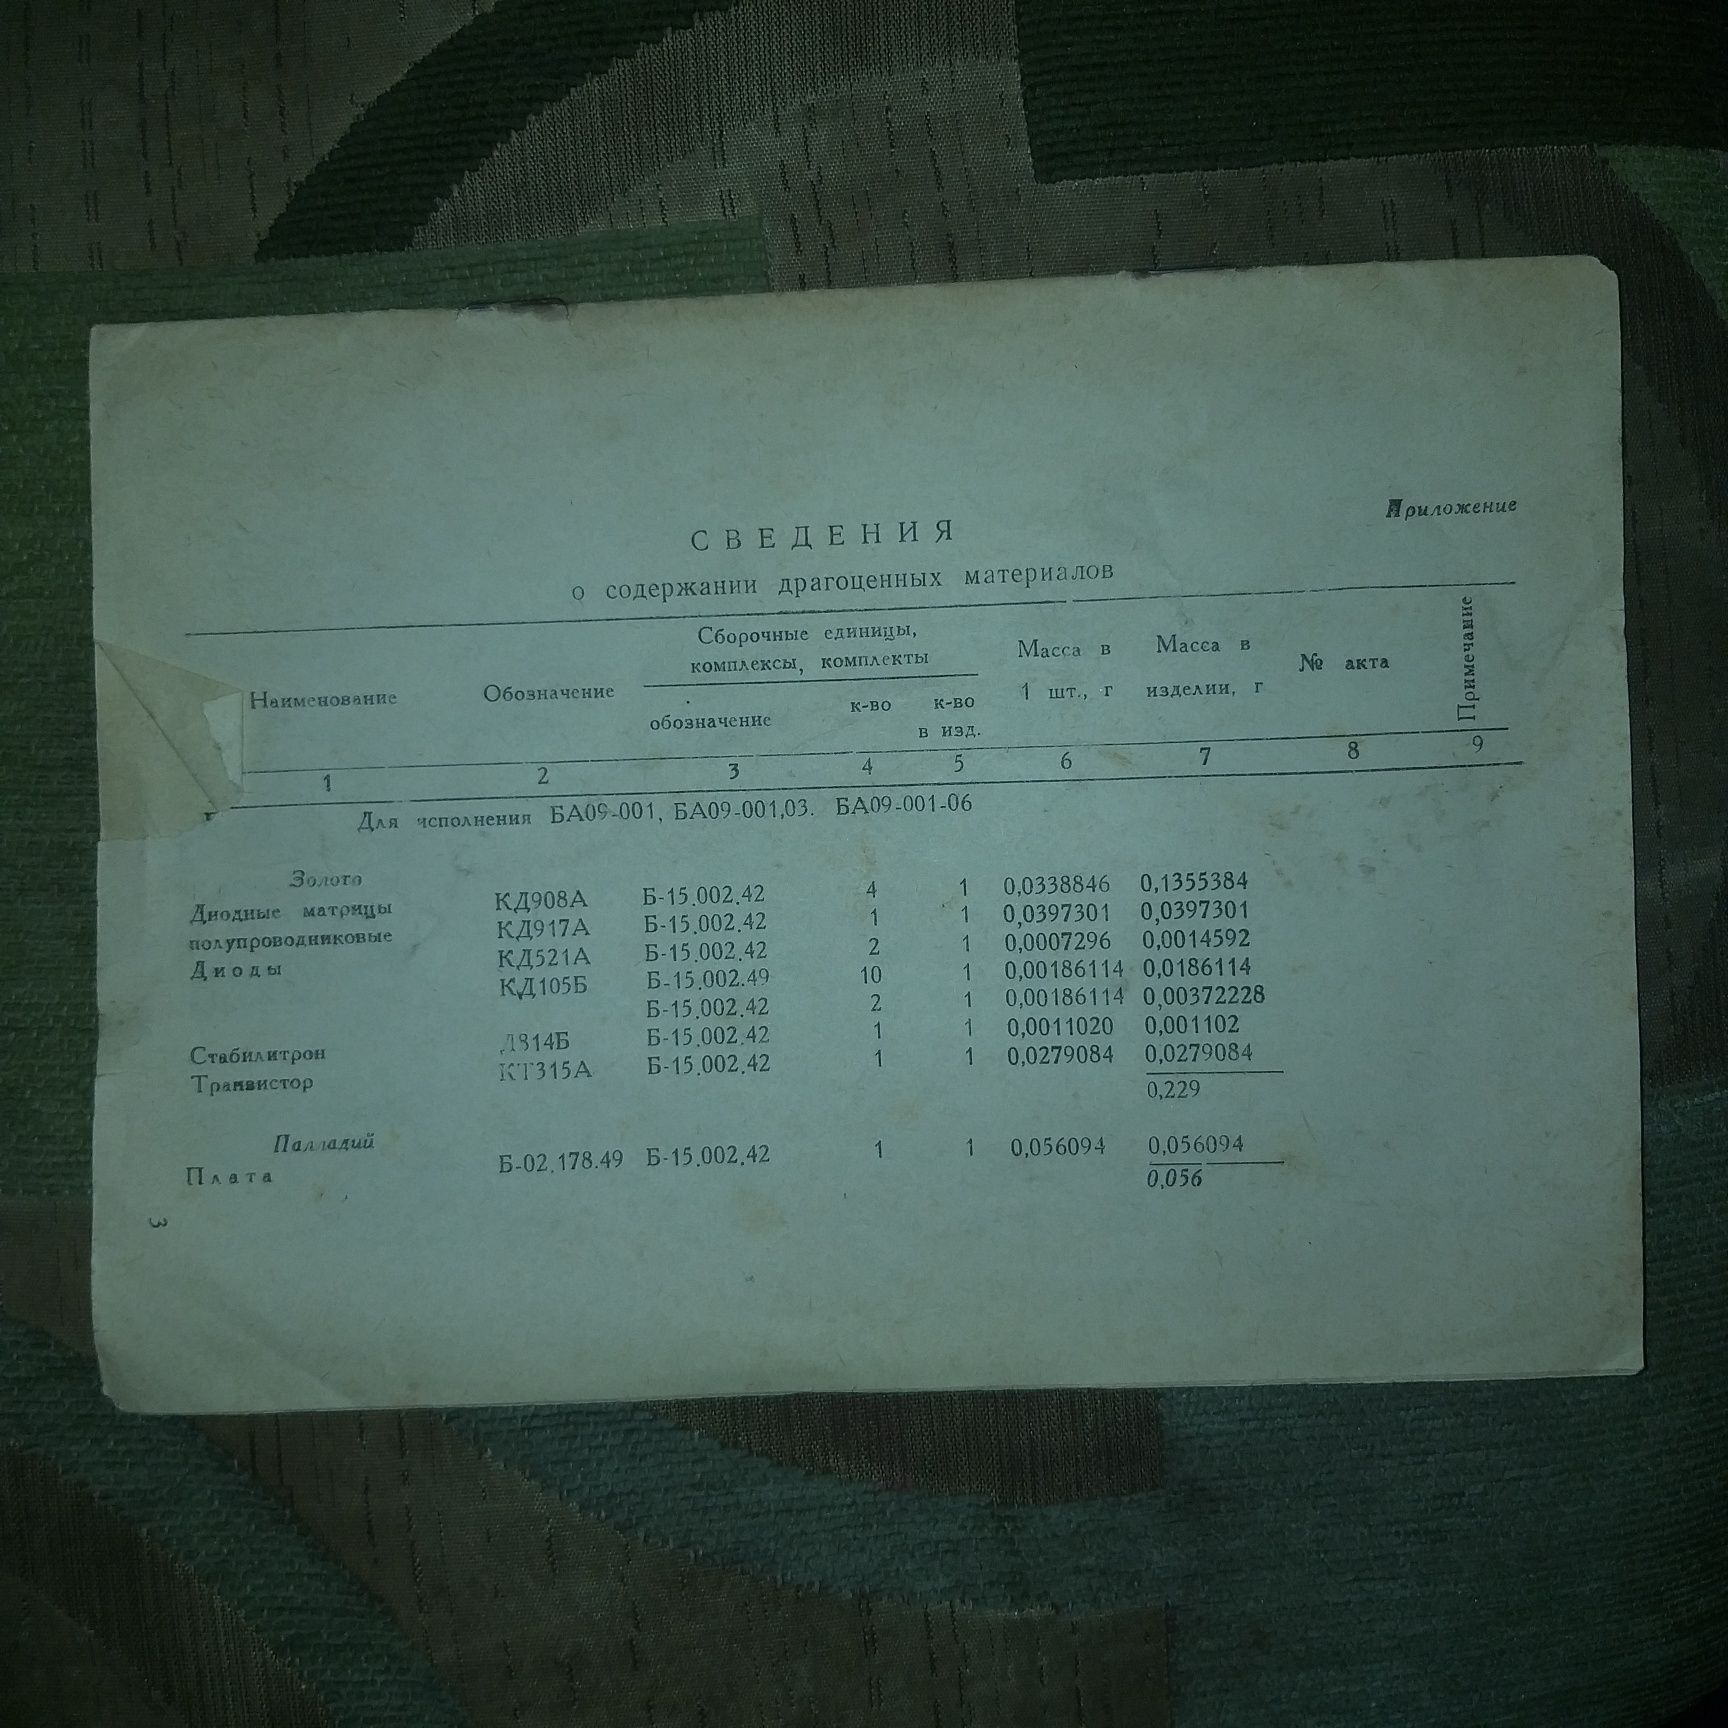 Приложение
СВЕДЕНИЯ
о содержании драгоценных материалов
Наименование Обозначение Сборочные единицы, комплексы, комплекты Масса в 1 шт., г Масса в изделии, г № акта Примечание
обозначение к-во к-во в изд.
1 2 3 4 5 6 7 8 9
Для исполнения БА09-001, БА09-001,03. БА09-001-06
Золото
Диодные матрицы КД908А Б-15.002.42 4 1 0,0338846 0,1355384
полупроводниковые КД917А Б-15.002.42 1 1 0,0397301 0,0397301
Диоды КД521А Б-15.002.42 2 1 0,0007296 0,0014592
КД105Б Б-15.002.49 10 1 0,00186114 0,0186114
Б-15.002.42 2 1 0,00186114 0,00372228
Стабилитрон Д814Б Б-15.002.42 1 1 0,0011020 0,001102
Транзистор КТ315А Б-15.002.42 1 1 0,0279084 0,0279084
0,229
Палладий
Плата Б-02.178.49 Б-15.002.42 1 1 0,056094 0,056094
0,056
3